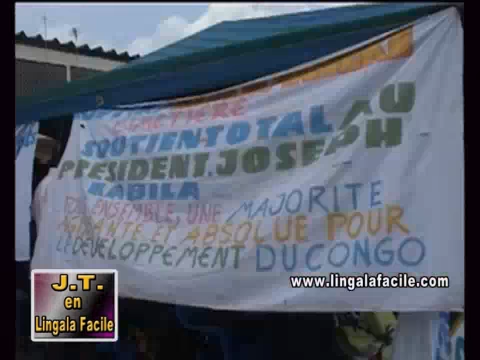 CIMETIERE
SOUTIEN TOTAL AU
PRESIDENT JOSEPH
KABILA
ENSEMBLE, UNE MAJORITE
ET ABSOLUE POUR
LE DEVELOPPEMENT DU CONGO
www.lingalafacile.com
J.T.
en
Lingala Facile